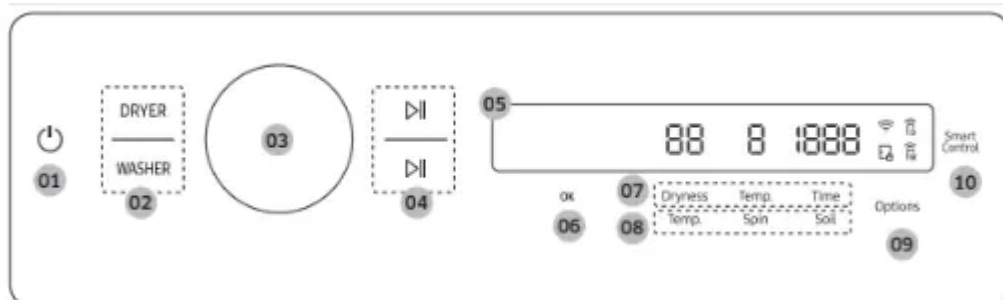 05
DRYER
88 8 1888
Smart
Control
03
WASHER
01
10
02
04
07
OK
Dryness Temp. Time
Options
Temp. Spin Soil
06
08
09